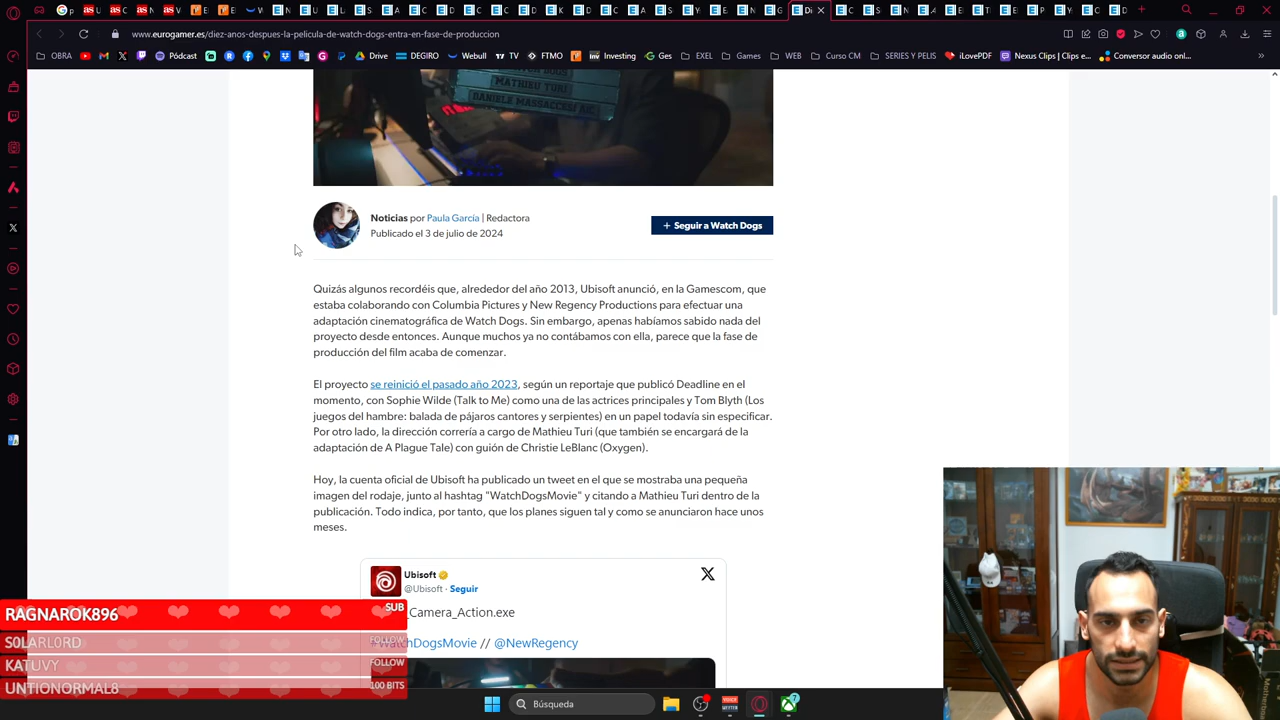 www.eurogamer.es/diez-anos-despues-la-pelicula-de-watch-dogs-entra-en-fase-de-produccion
OBRA
Pódcast
Drive
DEGIRO
Webull
TV
FTMO
Investing
Ges
EXEL
Games
WEB
Curso CM
SERIES Y PELIS
iLovePDF
Nexus Clips | Clips e...
Conversor audio onl...
MATHIEU TURI
DANIELE MASSACCESI AIC
Noticias por Paula García | Redactora
Publicado el 3 de julio de 2024
+ Seguir a Watch Dogs
Quizás algunos recordéis que, alrededor del año 2013, Ubisoft anunció, en la Gamescom, que
estaba colaborando con Columbia Pictures y New Regency Productions para efectuar una
adaptación cinematográfica de Watch Dogs. Sin embargo, apenas habíamos sabido nada del
proyecto desde entonces. Aunque muchos ya no contábamos con ella, parece que la fase de
producción del film acaba de comenzar.
El proyecto se reinició el pasado año 2023, según un reportaje que publicó Deadline en el
momento, con Sophie Wilde (Talk to Me) como una de las actrices principales y Tom Blyth (Los
juegos del hambre: balada de pájaros cantores y serpientes) en un papel todavía sin especificar.
Por otro lado, la dirección correría a cargo de Mathieu Turi (que también se encargará de la
adaptación de A Plague Tale) con guión de Christie LeBlanc (Oxygen).
Hoy, la cuenta oficial de Ubisoft ha publicado un tweet en el que se mostraba una pequeña
imagen del rodaje, junto al hashtag "WatchDogsMovie" y citando a Mathieu Turi dentro de la
publicación. Todo indica, por tanto, que los planes siguen tal y como se anunciaron hace unos
meses.
Ubisoft
@Ubisoft · Seguir
_Camera_Action.exe
#WatchDogsMovie // @NewRegency
RAGNAROK896 SUB
S0LARL0RD FOLLOW
KATUVY FOLLOW
UNTIONORMAL8 100 BITS
Búsqueda
7